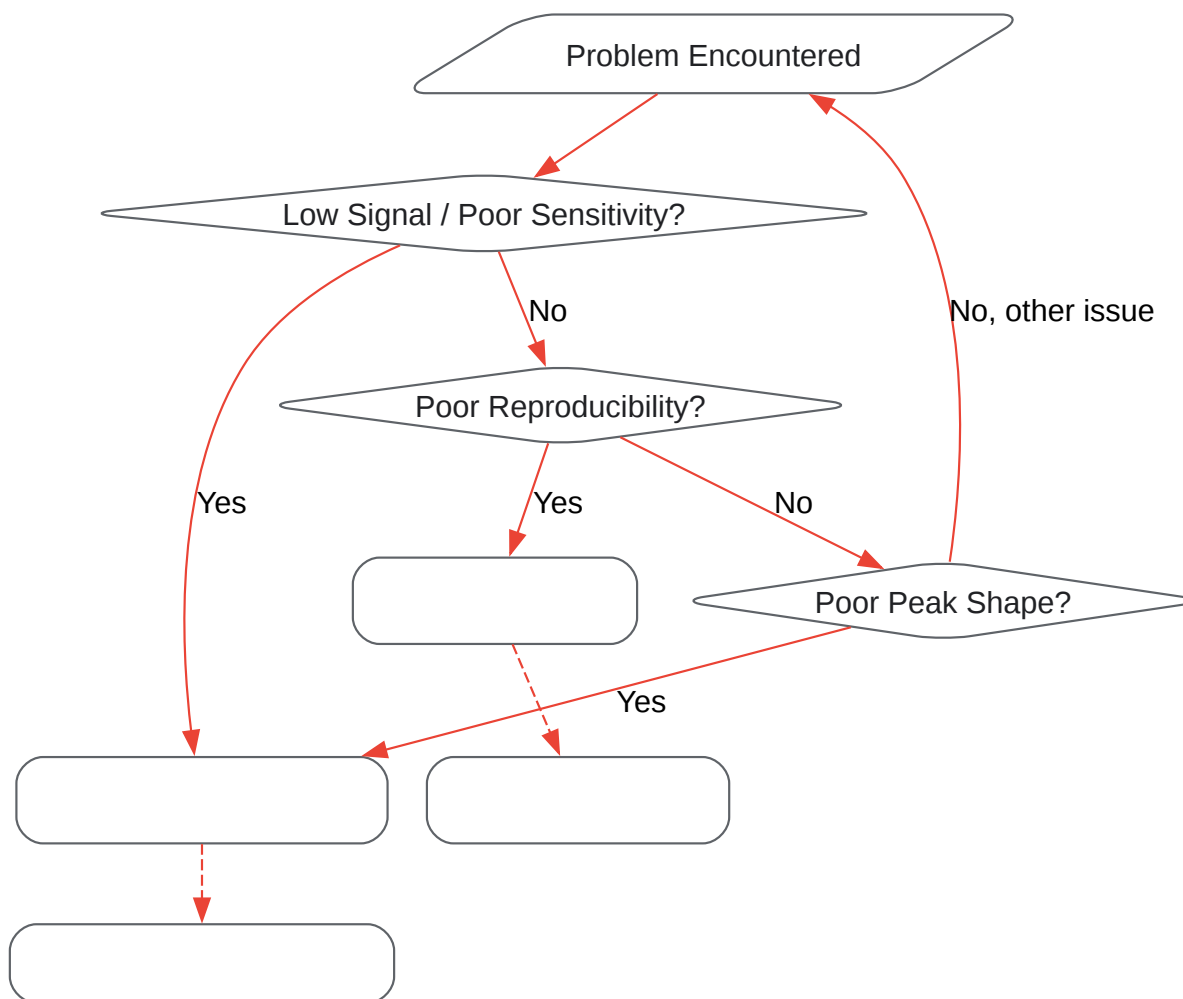 Problem Encountered
Low Signal / Poor Sensitivity?
No
No, other issue
Poor Reproducibility?
Yes
Yes
No
Poor Peak Shape?
Yes